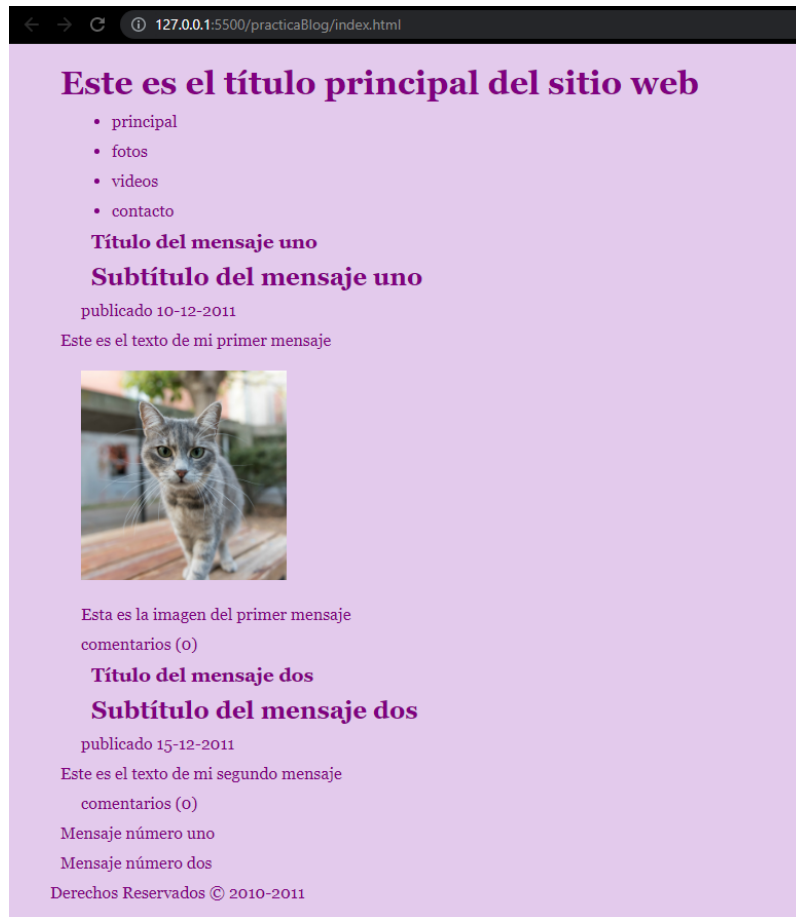 127.0.0.1:5500/practicaBlog/index.html
Este es el título principal del sitio web
• principal
• fotos
• videos
• contacto
Título del mensaje uno
Subtítulo del mensaje uno
publicado 10-12-2011
Este es el texto de mi primer mensaje
Esta es la imagen del primer mensaje
comentarios (0)
Título del mensaje dos
Subtítulo del mensaje dos
publicado 15-12-2011
Este es el texto de mi segundo mensaje
comentarios (0)
Mensaje número uno
Mensaje número dos
Derechos Reservados © 2010-2011